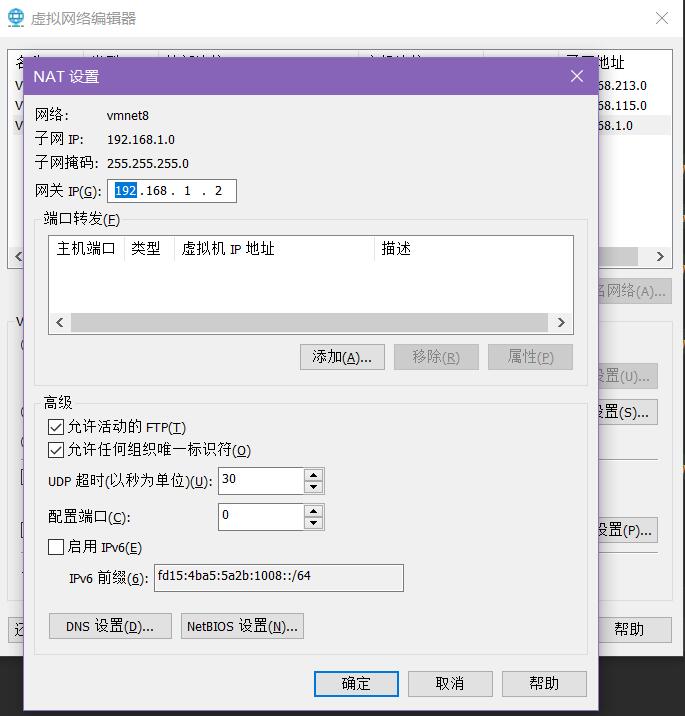 虚拟网络编辑器
地址
NAT 设置
68.213.0
网络: vmnet8
68.115.0
子网 IP: 192.168.1.0
68.1.0
子网掩码: 255.255.255.0
网关 IP(G): 192.168. 1 . 2
端口转发(F)
主机端口 类型 虚拟机 IP 地址 描述
名网络(A)...
添加(A)... 移除(R) 属性(P)
设置(U)...
高级
设置(S)...
允许活动的 FTP(T)
允许任何组织唯一标识符(O)
UDP 超时(以秒为单位)(U): 30
配置端口(C): 0
设置(P)...
启用 IPv6(E)
IPv6 前缀(6): fd15:4ba5:5a2b:1008::/64
DNS 设置(D)... NetBIOS 设置(N)...
还
帮助
确定 取消 帮助